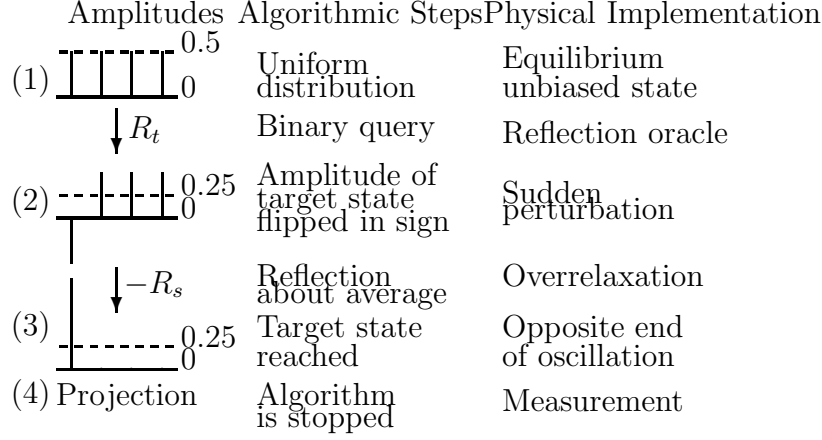 Amplitudes Algorithmic Steps Physical Implementation
(1) 0.5 Uniform Equilibrium
0 distribution unbiased state
R_t Binary query Reflection oracle
(2) 0.25 Amplitude of Sudden
0 target state perturbation
flipped in sign
−R_s Reflection Overrelaxation
about average
(3) 0.25 Target state Opposite end
0 reached of oscillation
(4) Projection Algorithm Measurement
is stopped